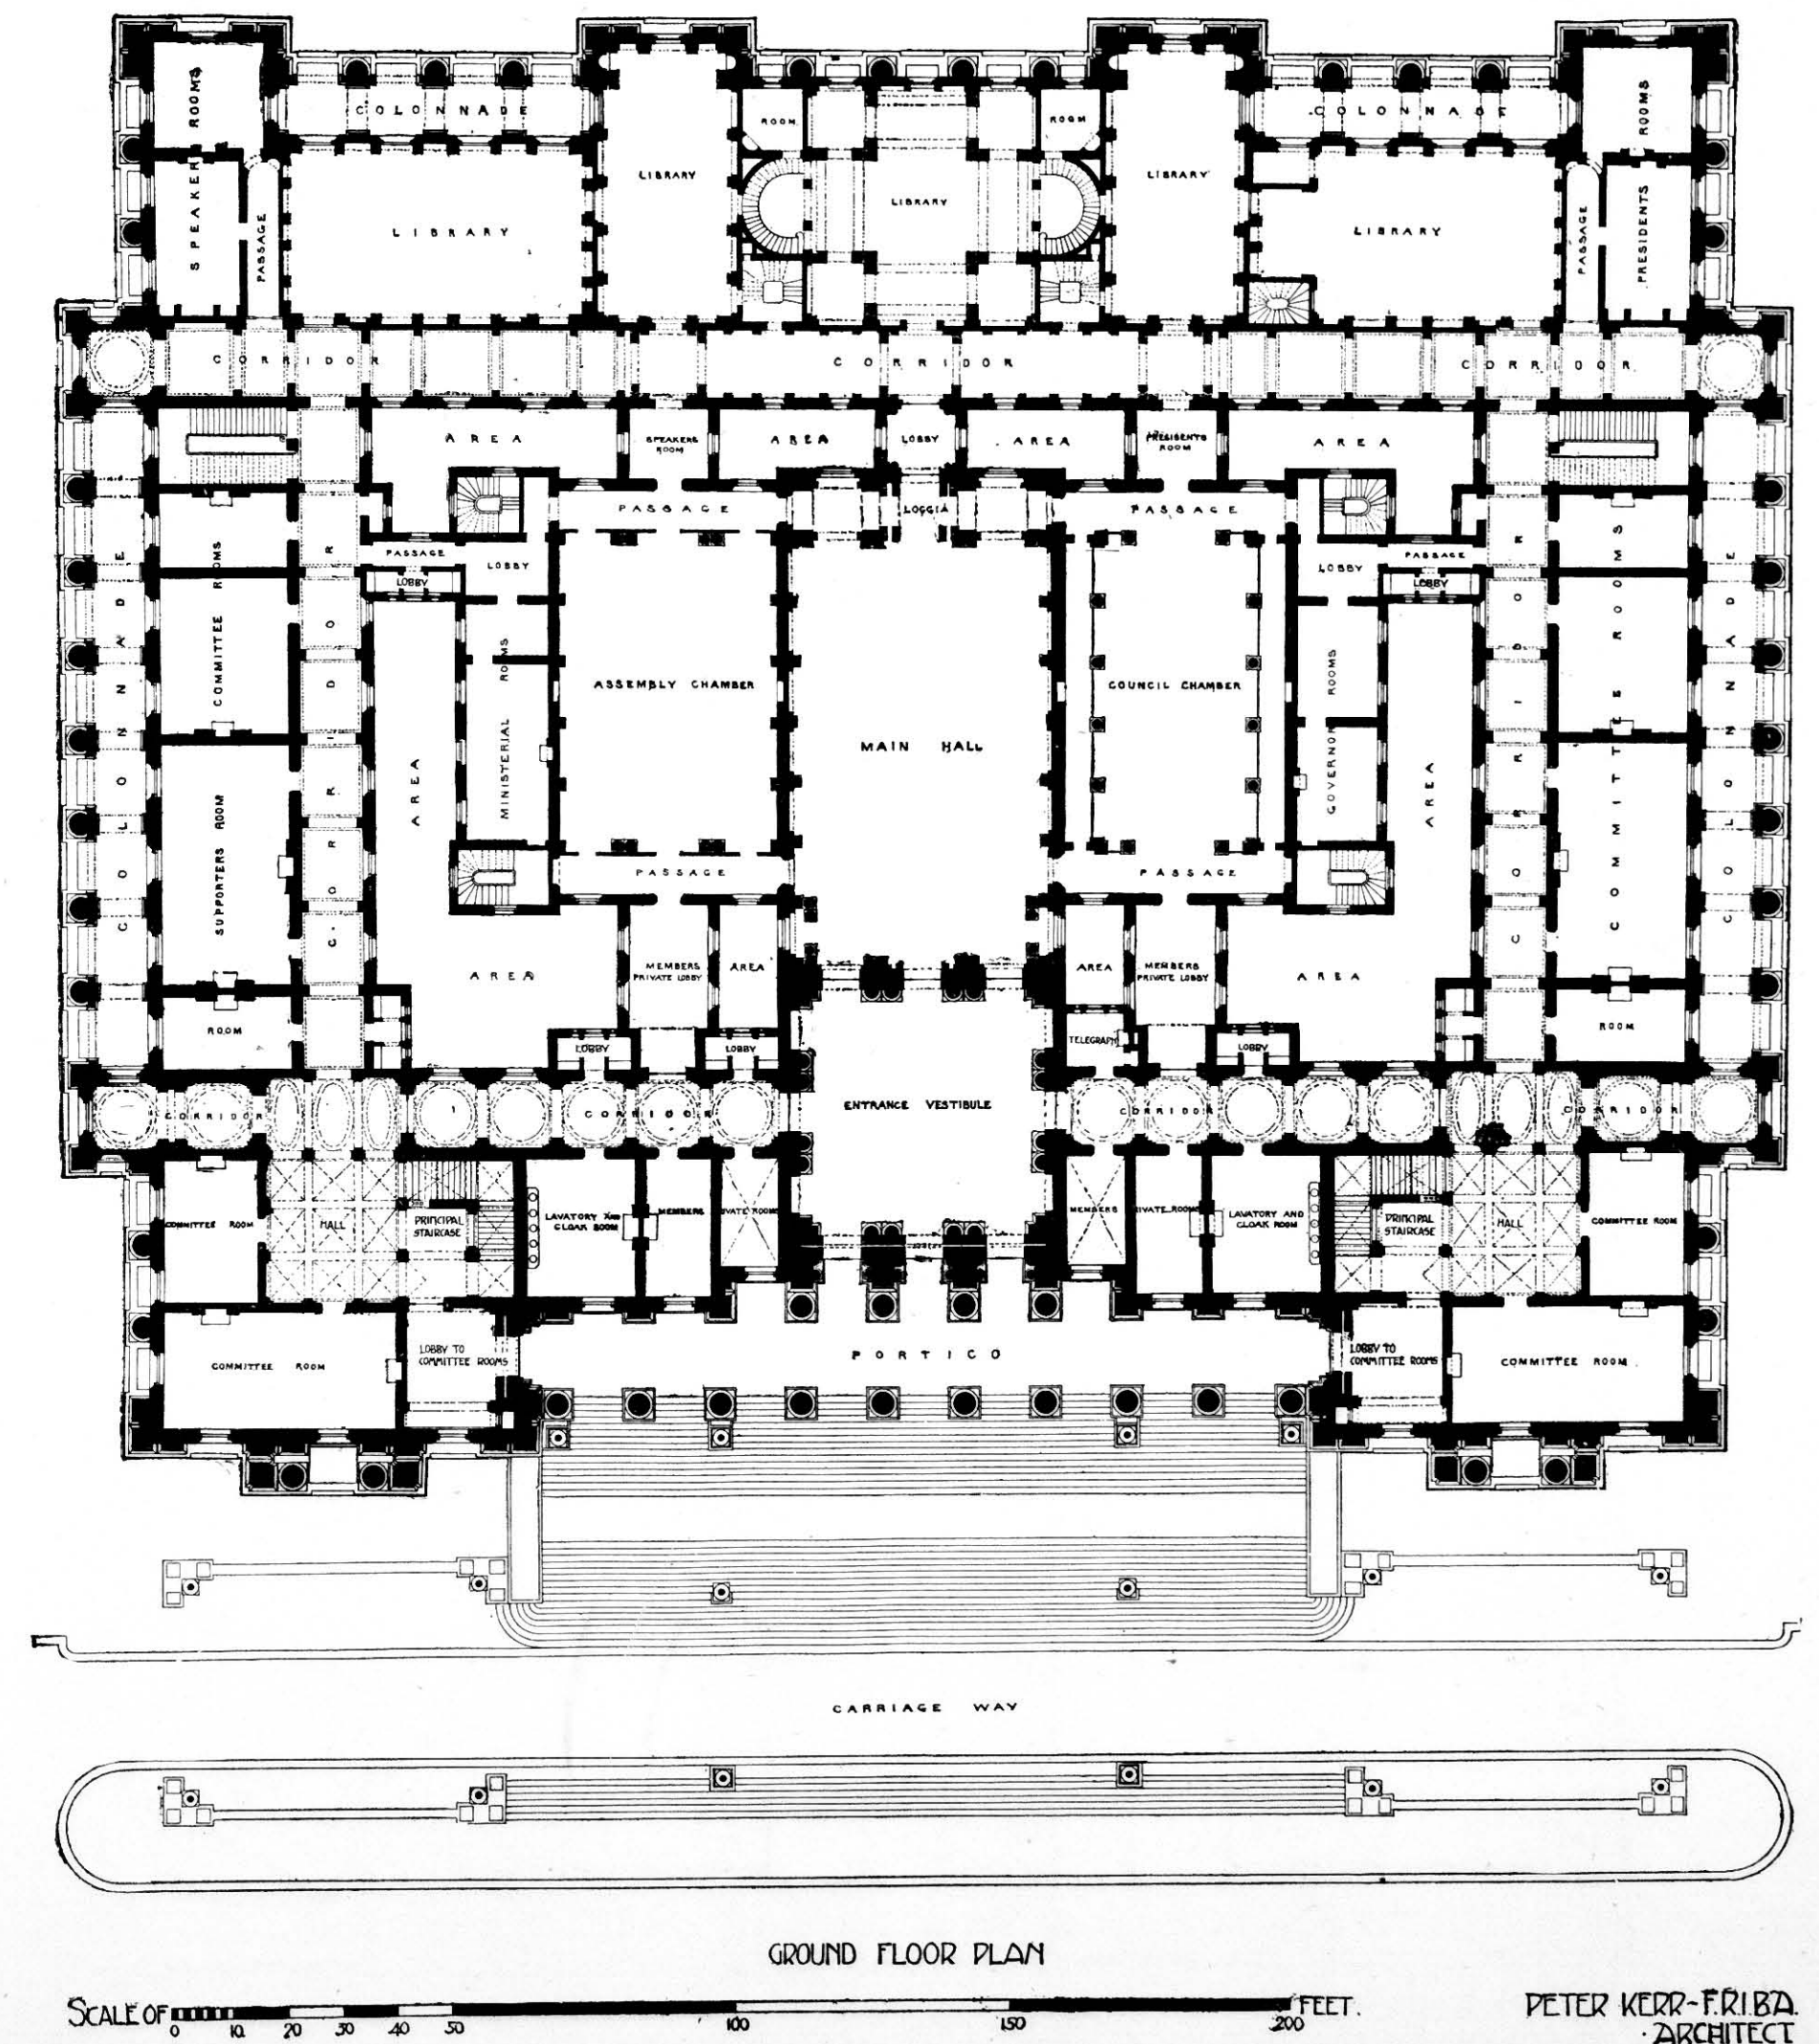 SPEAKERS ROOMS
COLONNADE
ROOM
ROOM
COLONNADE
PRESIDENTS ROOMS
LIBRARY
LIBRARY
LIBRARY
PASSAGE
LIBRARY
LIBRARY
PASSAGE
CORRIDOR
CORRIDOR
CORRIDOR
AREA
SPEAKERS
ROOM
AREA
LOBBY
AREA
PRESIDENTS
ROOM
AREA
PASSAGE
LOGGIA
PASSAGE
PASSAGE
LOBBY
LOBBY
LOBBY
PASSAGE
LOBBY
COLONNADE
COMMITTEE ROOMS
CORRIDOR
AREA
MINISTERIAL ROOMS
ASSEMBLY CHAMBER
MAIN HALL
COUNCIL CHAMBER
GOVERNOR ROOMS
AREA
CORRIDOR
COMMITTEE ROOMS
COLONNADE
SUPPORTERS ROOM
PASSAGE
PASSAGE
AREA
MEMBERS
PRIVATE LOBBY
AREA
AREA
MEMBERS
PRIVATE LOBBY
AREA
ROOM
LOBBY
LOBBY
TELEGRAPH
LOBBY
ROOM
CORRIDOR
CORRIDOR
ENTRANCE VESTIBULE
CORRIDOR
CORRIDOR
COMMITTEE ROOM
HALL
PRINCIPAL
STAIRCASE
LAVATORY AND
CLOAK ROOM
MEMBERS PRIVATE ROOMS
MEMBERS PRIVATE ROOMS
LAVATORY AND
CLOAK ROOM
PRINCIPAL
STAIRCASE
HALL
COMMITTEE ROOM
COMMITTEE ROOM
LOBBY TO
COMMITTEE ROOMS
PORTICO
LOBBY TO
COMMITTEE ROOMS
COMMITTEE ROOM
CARRIAGE WAY
GROUND FLOOR PLAN
SCALE OF 0 10 20 30 40 50 100 150 200 FEET.
PETER KERR-F.R.I.B.A.
ARCHITECT